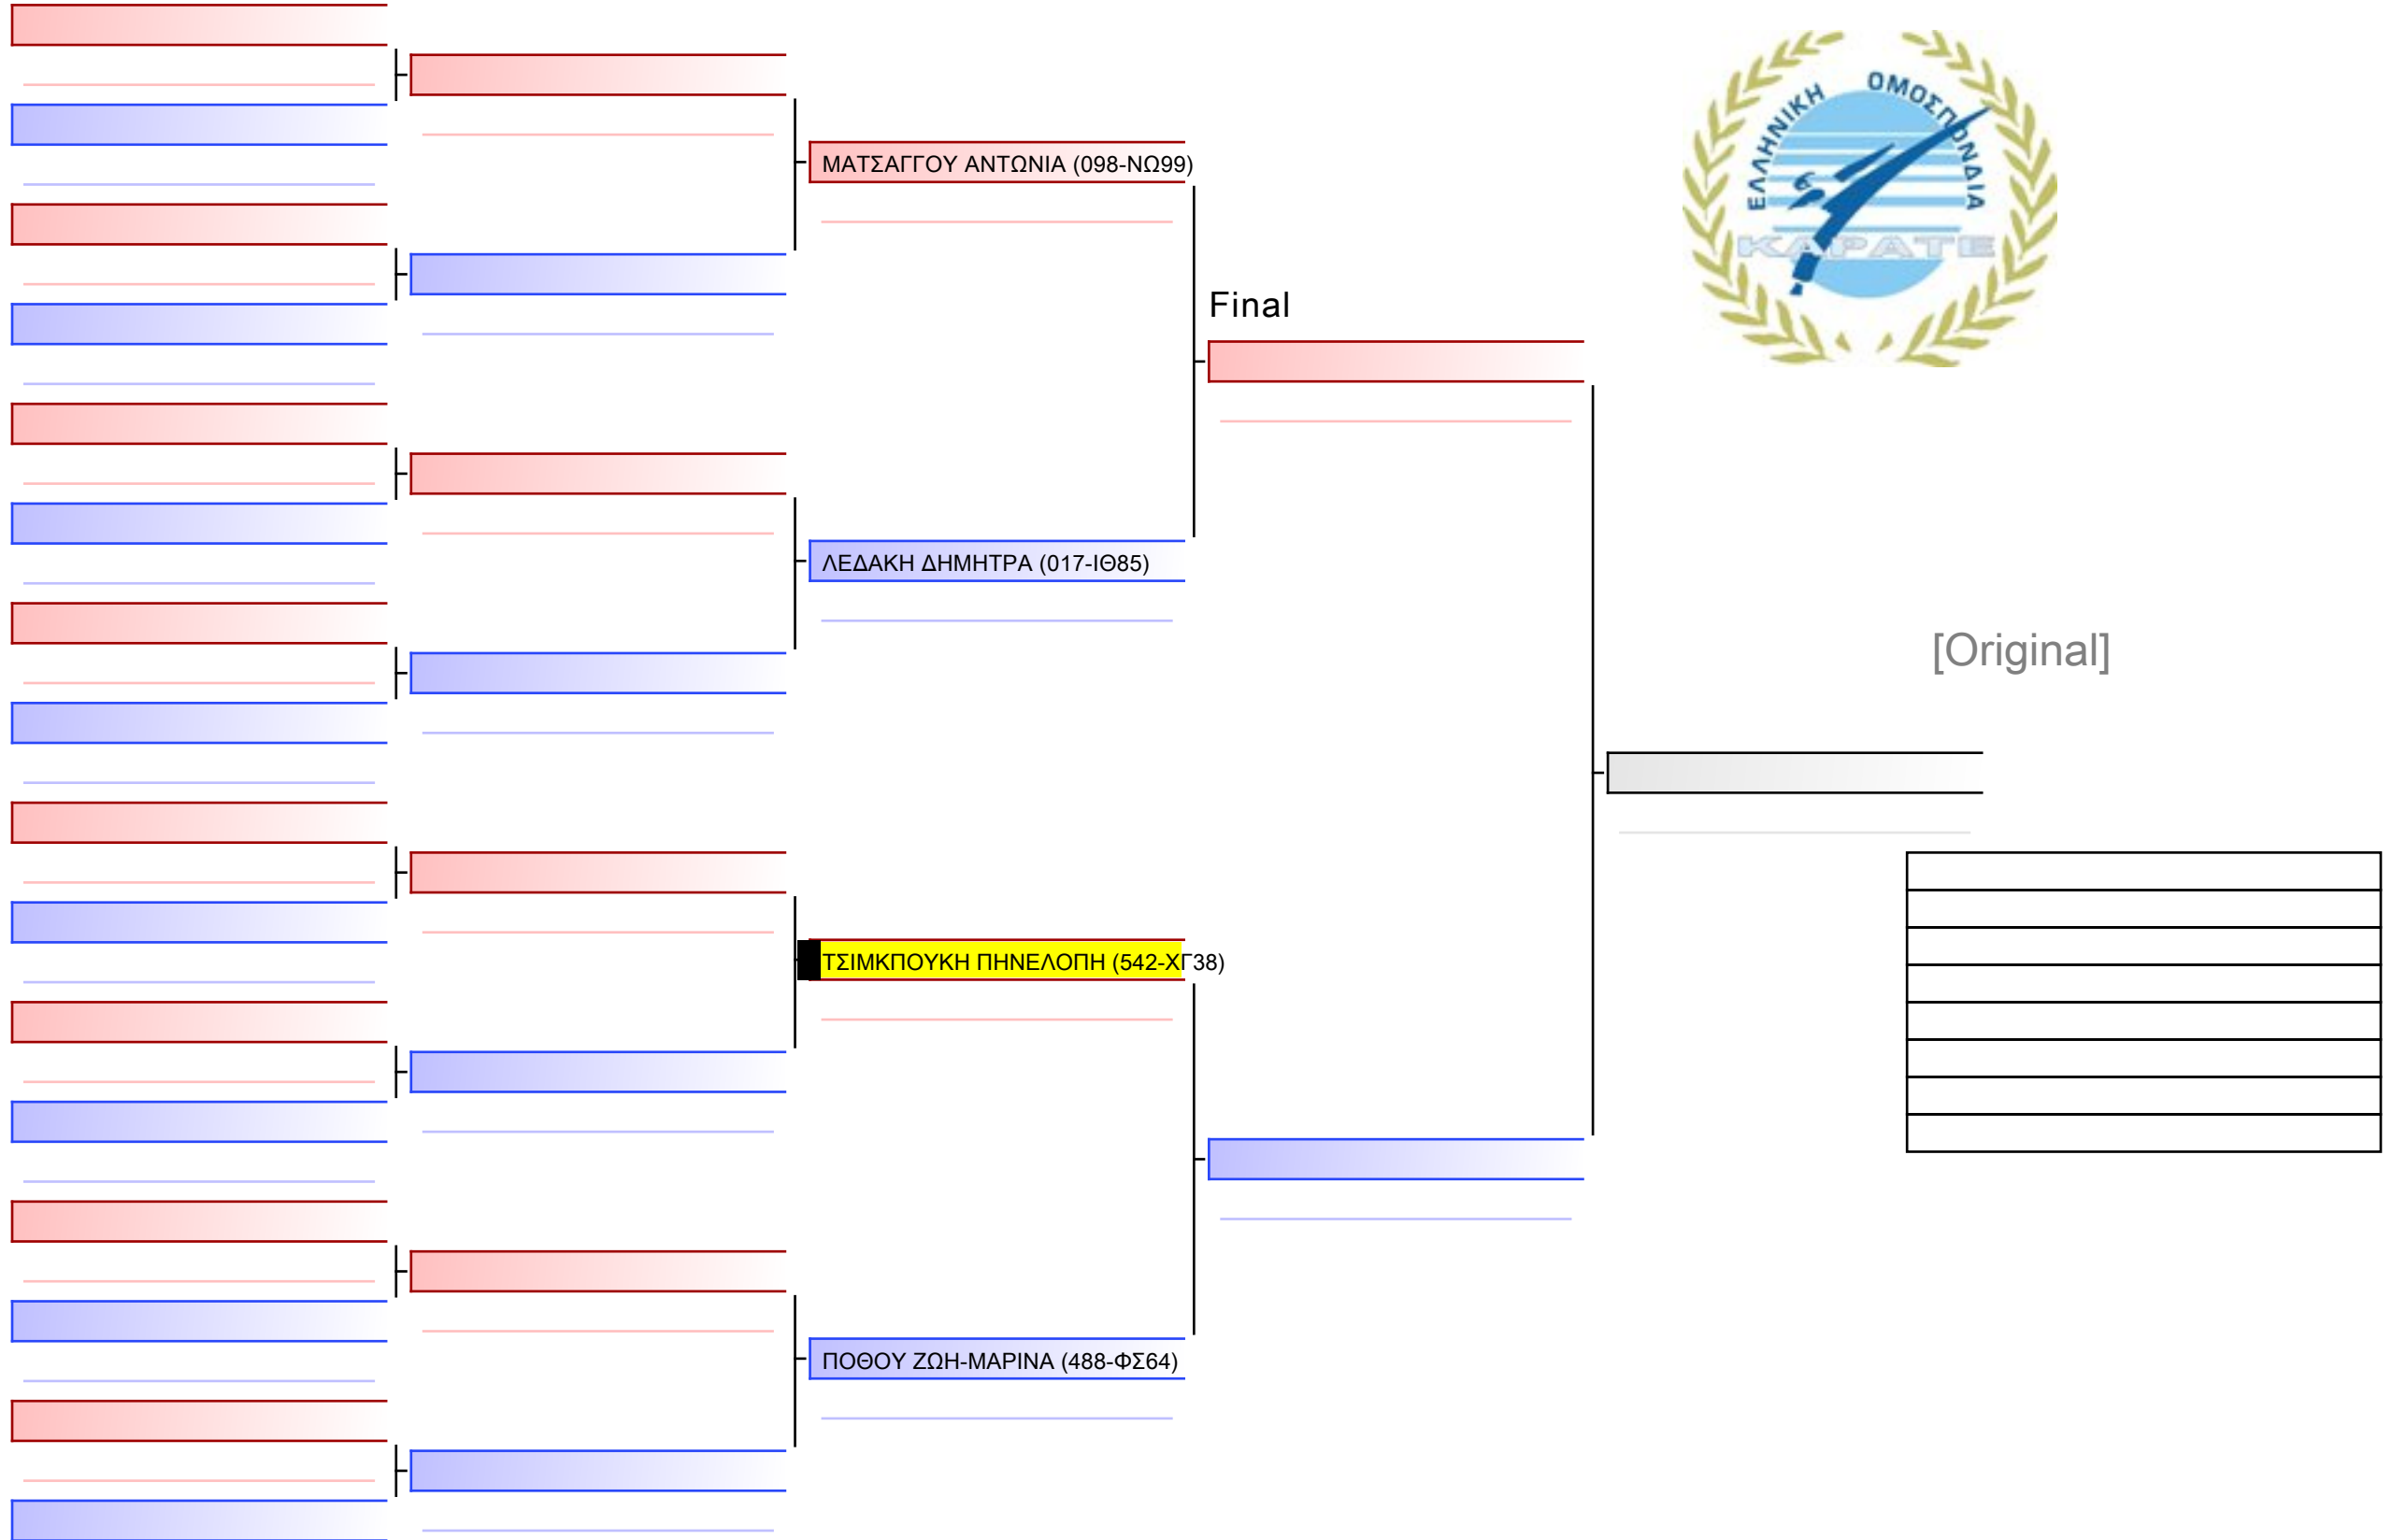 ΕΛΛΗΝΙΚΗ ΟΜΟΣΠΟΝΔΙΑ
ΚΑΡΑΤΕ
ΜΑΤΣΑΓΓΟΥ ΑΝΤΩΝΙΑ (098-ΝΩ99)
Final
ΛΕΔΑΚΗ ΔΗΜΗΤΡΑ (017-ΙΘ85)
[Original]
ΤΣΙΜΚΠΟΥΚΗ ΠΗΝΕΛΟΠΗ (542-ΧΓ38)
ΠΟΘΟΥ ΖΩΗ-ΜΑΡΙΝΑ (488-ΦΣ64)